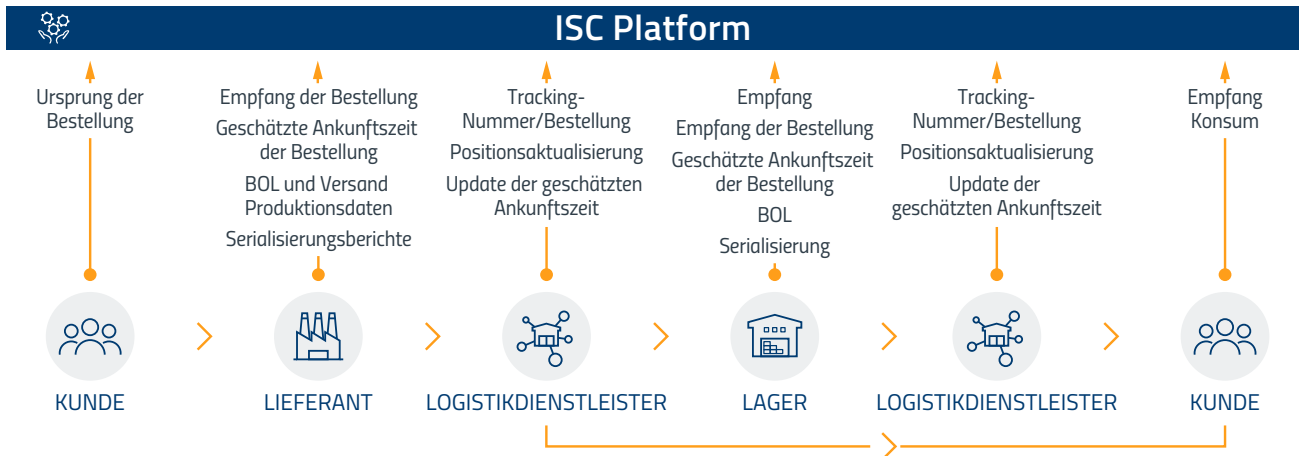 ISC Platform
Ursprung der
Bestellung
Empfang der Bestellung
Geschätzte Ankunftszeit
der Bestellung
BOL und Versand
Produktionsdaten
Serialisierungsberichte
Tracking-
Nummer/Bestellung
Positionsaktualisierung
Update der geschätzten
Ankunftszeit
Empfang
Empfang der Bestellung
Geschätzte Ankunftszeit
der Bestellung
BOL
Serialisierung
Tracking-
Nummer/Bestellung
Positionsaktualisierung
Update der
geschätzten Ankunftszeit
Empfang
Konsum
KUNDE
LIEFERANT
LOGISTIKDIENSTLEISTER
LAGER
LOGISTIKDIENSTLEISTER
KUNDE